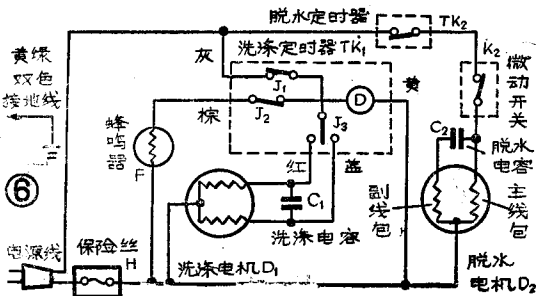 脱水定时器 TK₂
黄绿
双色
接地线
灰
洗涤定时器TK₁
黄
K₂
微
动
开
关
J₁
J₂
J₃
D
棕
蜂
鸣
器
F
红
蓝
C₁
洗涤电容
C₂
脱水
电容
副
线
包
主
线
包
⑥
电源线
保险丝
H
洗涤电机D₁
脱水
电机D₂